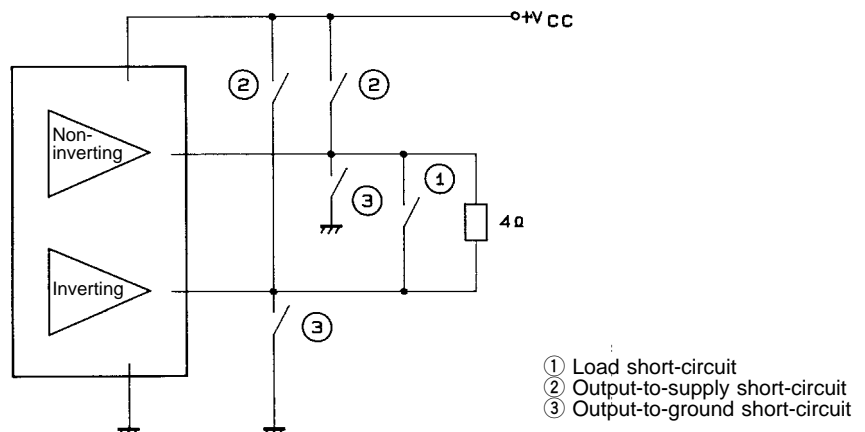 +VCC
② ②
Non-
inverting
①
③
4Ω
Inverting
③
① Load short-circuit
② Output-to-supply short-circuit
③ Output-to-ground short-circuit